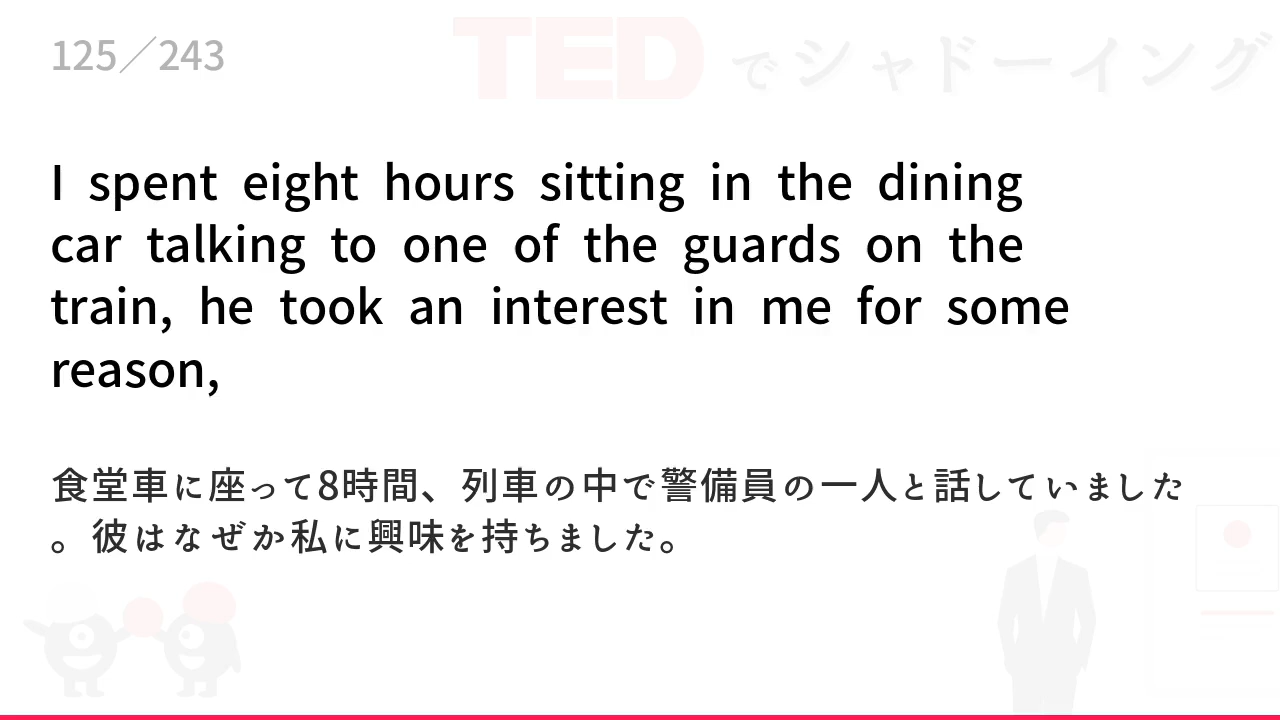 125／243
TEDでシャドーイング
I spent eight hours sitting in the dining
car talking to one of the guards on the
train, he took an interest in me for some
reason,
食堂車に座って8時間、列車の中で警備員の一人と話していました
。彼はなぜか私に興味を持ちました。